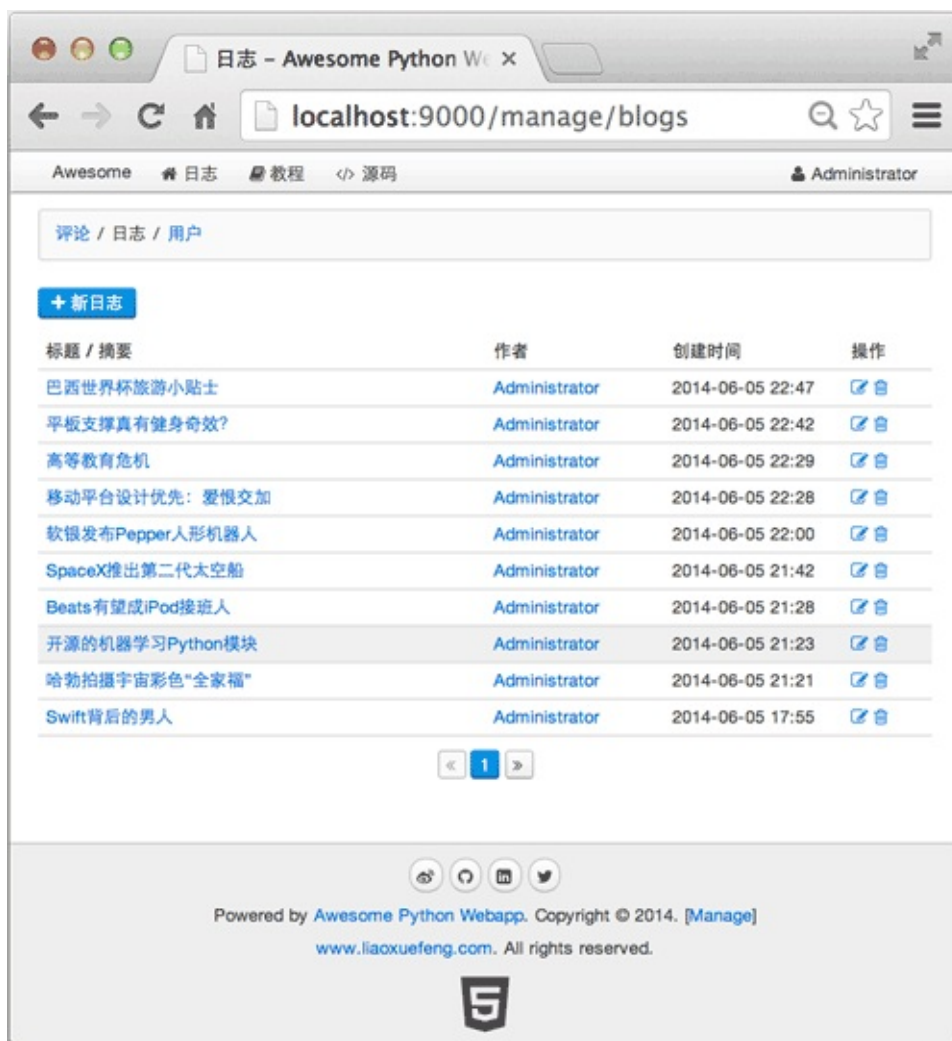 日志 – Awesome Python We
localhost:9000/manage/blogs
Awesome 日志 教程 源码 Administrator
评论 / 日志 / 用户
新日志
标题 / 摘要 作者 创建时间 操作
巴西世界杯旅游小贴士 Administrator 2014-06-05 22:47
平板支撑真有健身奇效? Administrator 2014-06-05 22:42
高等教育危机 Administrator 2014-06-05 22:29
移动平台设计优先：爱恨交加 Administrator 2014-06-05 22:28
软银发布Pepper人形机器人 Administrator 2014-06-05 22:00
SpaceX推出第二代太空船 Administrator 2014-06-05 21:42
Beats有望成iPod接班人 Administrator 2014-06-05 21:28
开源的机器学习Python模块 Administrator 2014-06-05 21:23
哈勃拍摄宇宙彩色"全家福" Administrator 2014-06-05 21:21
Swift背后的男人 Administrator 2014-06-05 17:55
« 1 »
Powered by Awesome Python Webapp. Copyright © 2014. [Manage]
www.liaoxuefeng.com. All rights reserved.